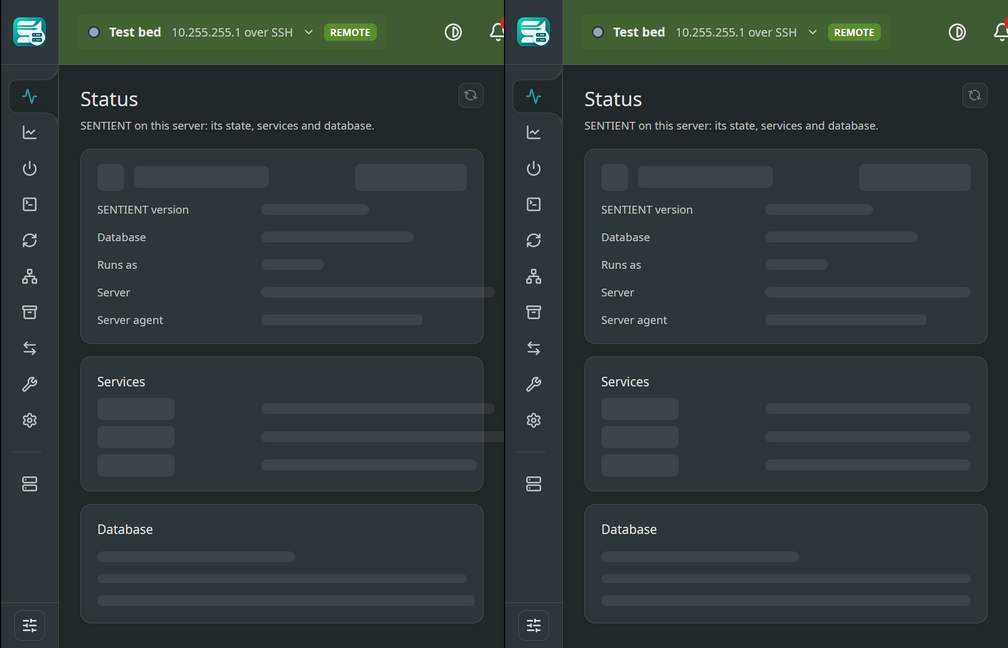 Test bed 10.255.255.1 over SSH REMOTE
Status
SENTIENT on this server: its state, services and database.
SENTIENT version
Database
Runs as
Server
Server agent
Services
Database
Test bed 10.255.255.1 over SSH REMOTE
Status
SENTIENT on this server: its state, services and database.
SENTIENT version
Database
Runs as
Server
Server agent
Services
Database